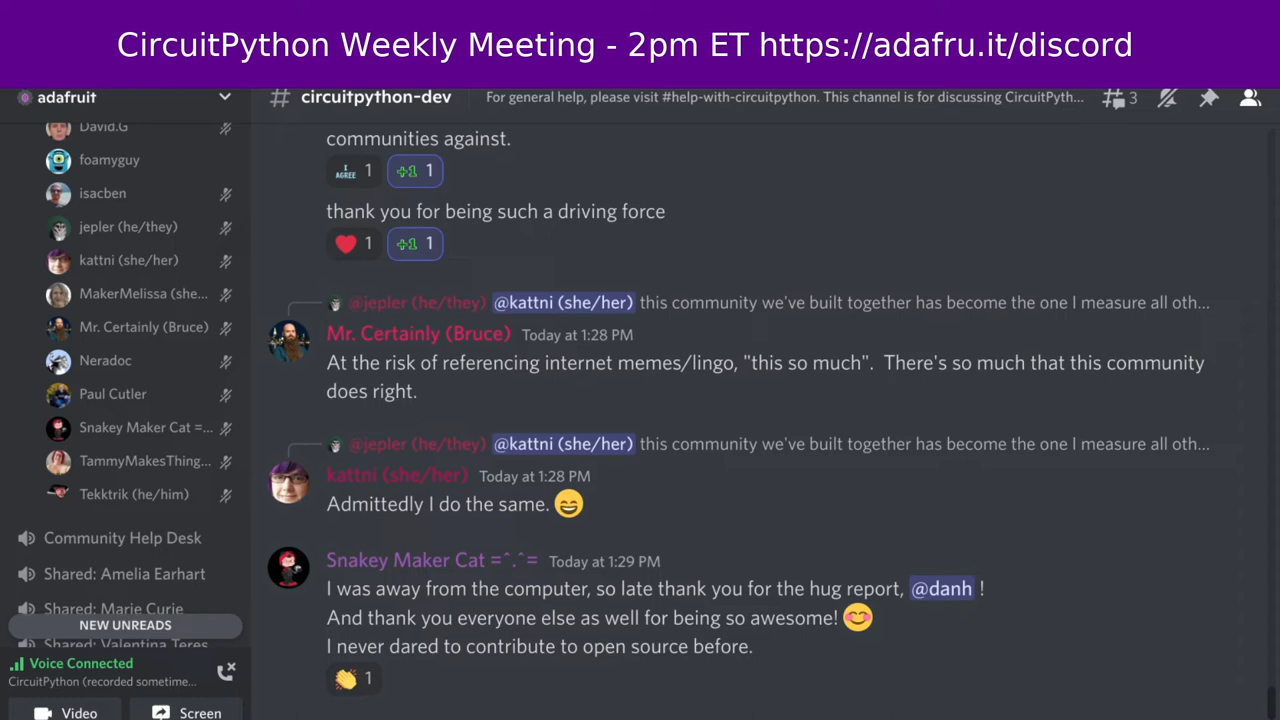 CircuitPython Weekly Meeting - 2pm ET https://adafru.it/discord
adafruit
David.G
foamyguy
isacben
jepler (he/they)
kattni (she/her)
MakerMelissa (she...
Mr. Certainly (Bruce)
Neradoc
Paul Cutler
Snakey Maker Cat =...
TammyMakesThing...
Tekktrik (he/him)
Community Help Desk
Shared: Amelia Earhart
Shared: Marie Curie
NEW UNREADS
Shared: Valentina Teres
Voice Connected
CircuitPython (recorded sometime...
Video
Screen
# circuitpython-dev
For general help, please visit #help-with-circuitpython. This channel is for discussing CircuitPyth...
3
communities against.
I AGREE 1 +1 1
thank you for being such a driving force
❤️ 1 +1 1
@jepler (he/they) @kattni (she/her) this community we've built together has become the one I measure all oth...
Mr. Certainly (Bruce) Today at 1:28 PM
At the risk of referencing internet memes/lingo, "this so much". There's so much that this community
does right.
@jepler (he/they) @kattni (she/her) this community we've built together has become the one I measure all oth...
kattni (she/her) Today at 1:28 PM
Admittedly I do the same. 😄
Snakey Maker Cat =^.^= Today at 1:29 PM
I was away from the computer, so late thank you for the hug report, @danh !
And thank you everyone else as well for being so awesome! 😊
I never dared to contribute to open source before.
👏 1